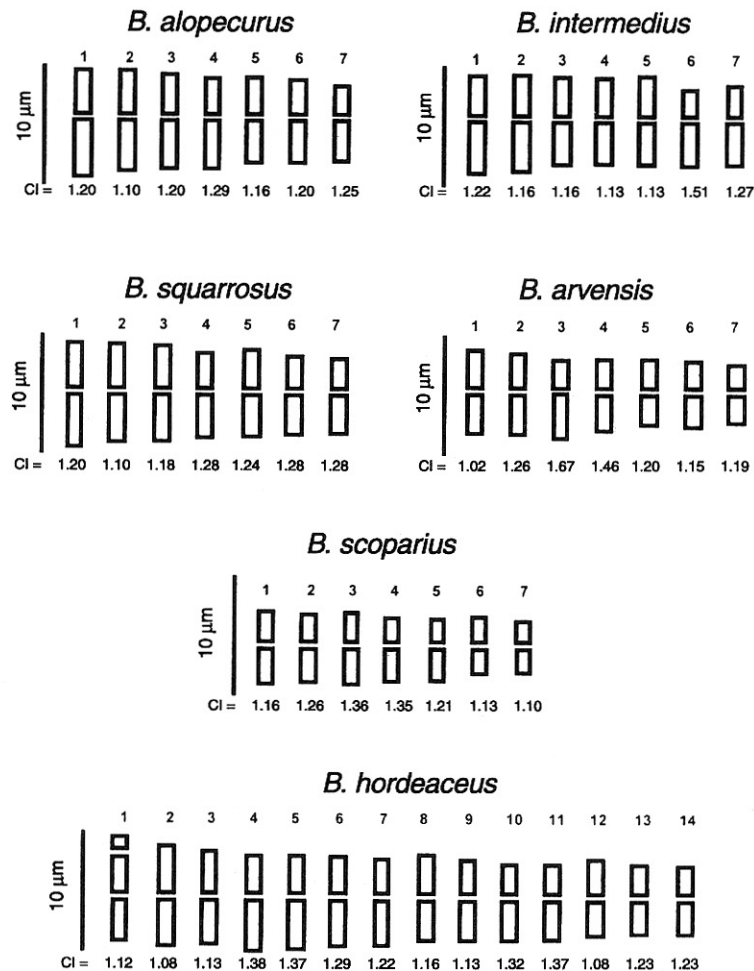 B. alopecurus
1 2 3 4 5 6 7
10 µm
CI = 1.20 1.10 1.20 1.29 1.16 1.20 1.25
B. intermedius
1 2 3 4 5 6 7
10 µm
CI = 1.22 1.16 1.16 1.13 1.13 1.51 1.27
B. squarrosus
1 2 3 4 5 6 7
10 µm
CI = 1.20 1.10 1.18 1.28 1.24 1.28 1.28
B. arvensis
1 2 3 4 5 6 7
10 µm
CI = 1.02 1.26 1.67 1.46 1.20 1.15 1.19
B. scoparius
1 2 3 4 5 6 7
10 µm
CI = 1.16 1.26 1.36 1.35 1.21 1.13 1.10
B. hordeaceus
1 2 3 4 5 6 7 8 9 10 11 12 13 14
10 µm
CI = 1.12 1.08 1.13 1.38 1.37 1.29 1.22 1.16 1.13 1.32 1.37 1.08 1.23 1.23